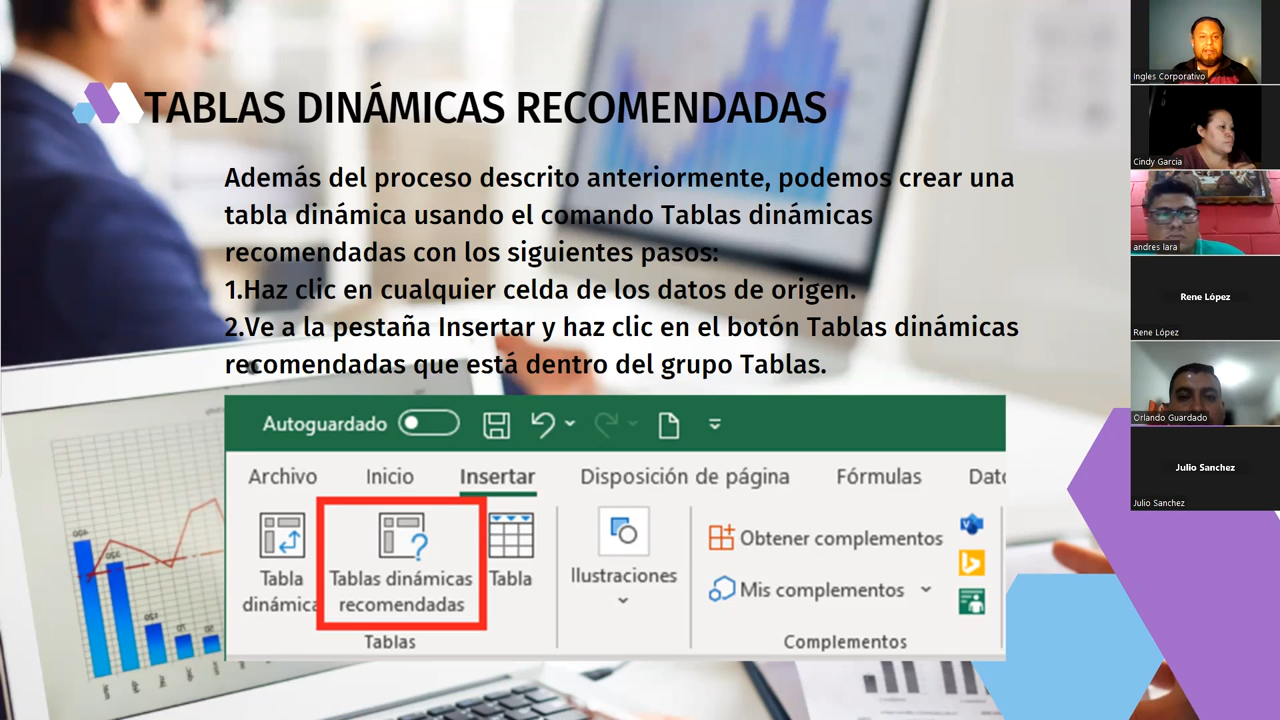 TABLAS DINÁMICAS RECOMENDADAS
Además del proceso descrito anteriormente, podemos crear una
tabla dinámica usando el comando Tablas dinámicas
recomendadas con los siguientes pasos:
1.Haz clic en cualquier celda de los datos de origen.
2.Ve a la pestaña Insertar y haz clic en el botón Tablas dinámicas
recomendadas que está dentro del grupo Tablas.
Autoguardado
Archivo Inicio Insertar Disposición de página Fórmulas Dato
Tabla
dinámica
Tablas dinámicas
recomendadas
Tabla
Tablas
Ilustraciones
Obtener complementos
Mis complementos
Complementos
Ingles Corporativo
Cindy García
andres lara
Rene López
Rene López
Orlando Guardado
Julio Sanchez
Julio Sanchez